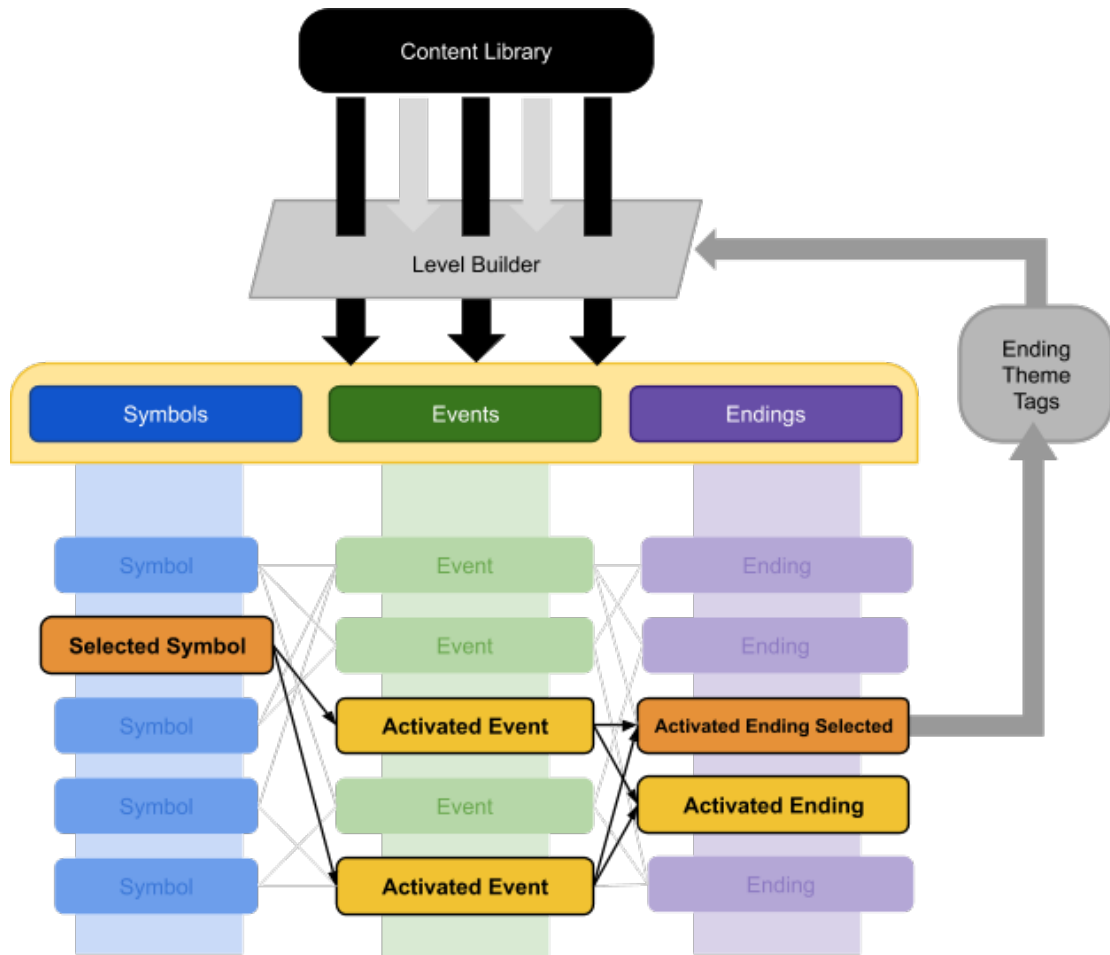 Content Library
Level Builder
Ending
Theme
Tags
Symbols
Events
Endings
Symbol
Event
Ending
Selected Symbol
Event
Ending
Symbol
Activated Event
Activated Ending Selected
Symbol
Event
Activated Ending
Symbol
Activated Event
Ending